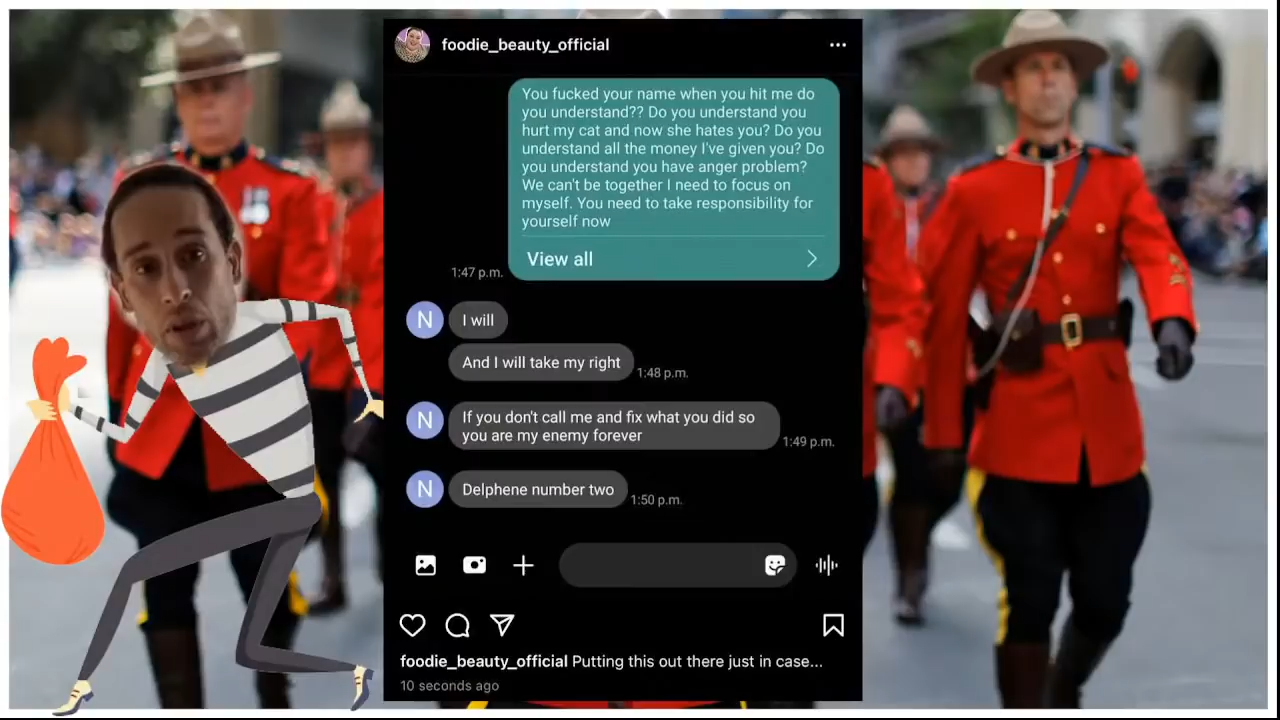 foodie_beauty_official
You fucked your name when you hit me do
you understand?? Do you understand you
hurt my cat and now she hates you? Do you
understand all the money I've given you? Do
you understand you have anger problem?
We can't be together I need to focus on
myself. You need to take responsibility for
yourself now
View all
1:47 p.m.
N
I will
And I will take my right
1:48 p.m.
N
If you don't call me and fix what you did so
you are my enemy forever
1:49 p.m.
N
Delphene number two
1:50 p.m.
foodie_beauty_official Putting this out there just in case...
10 seconds ago